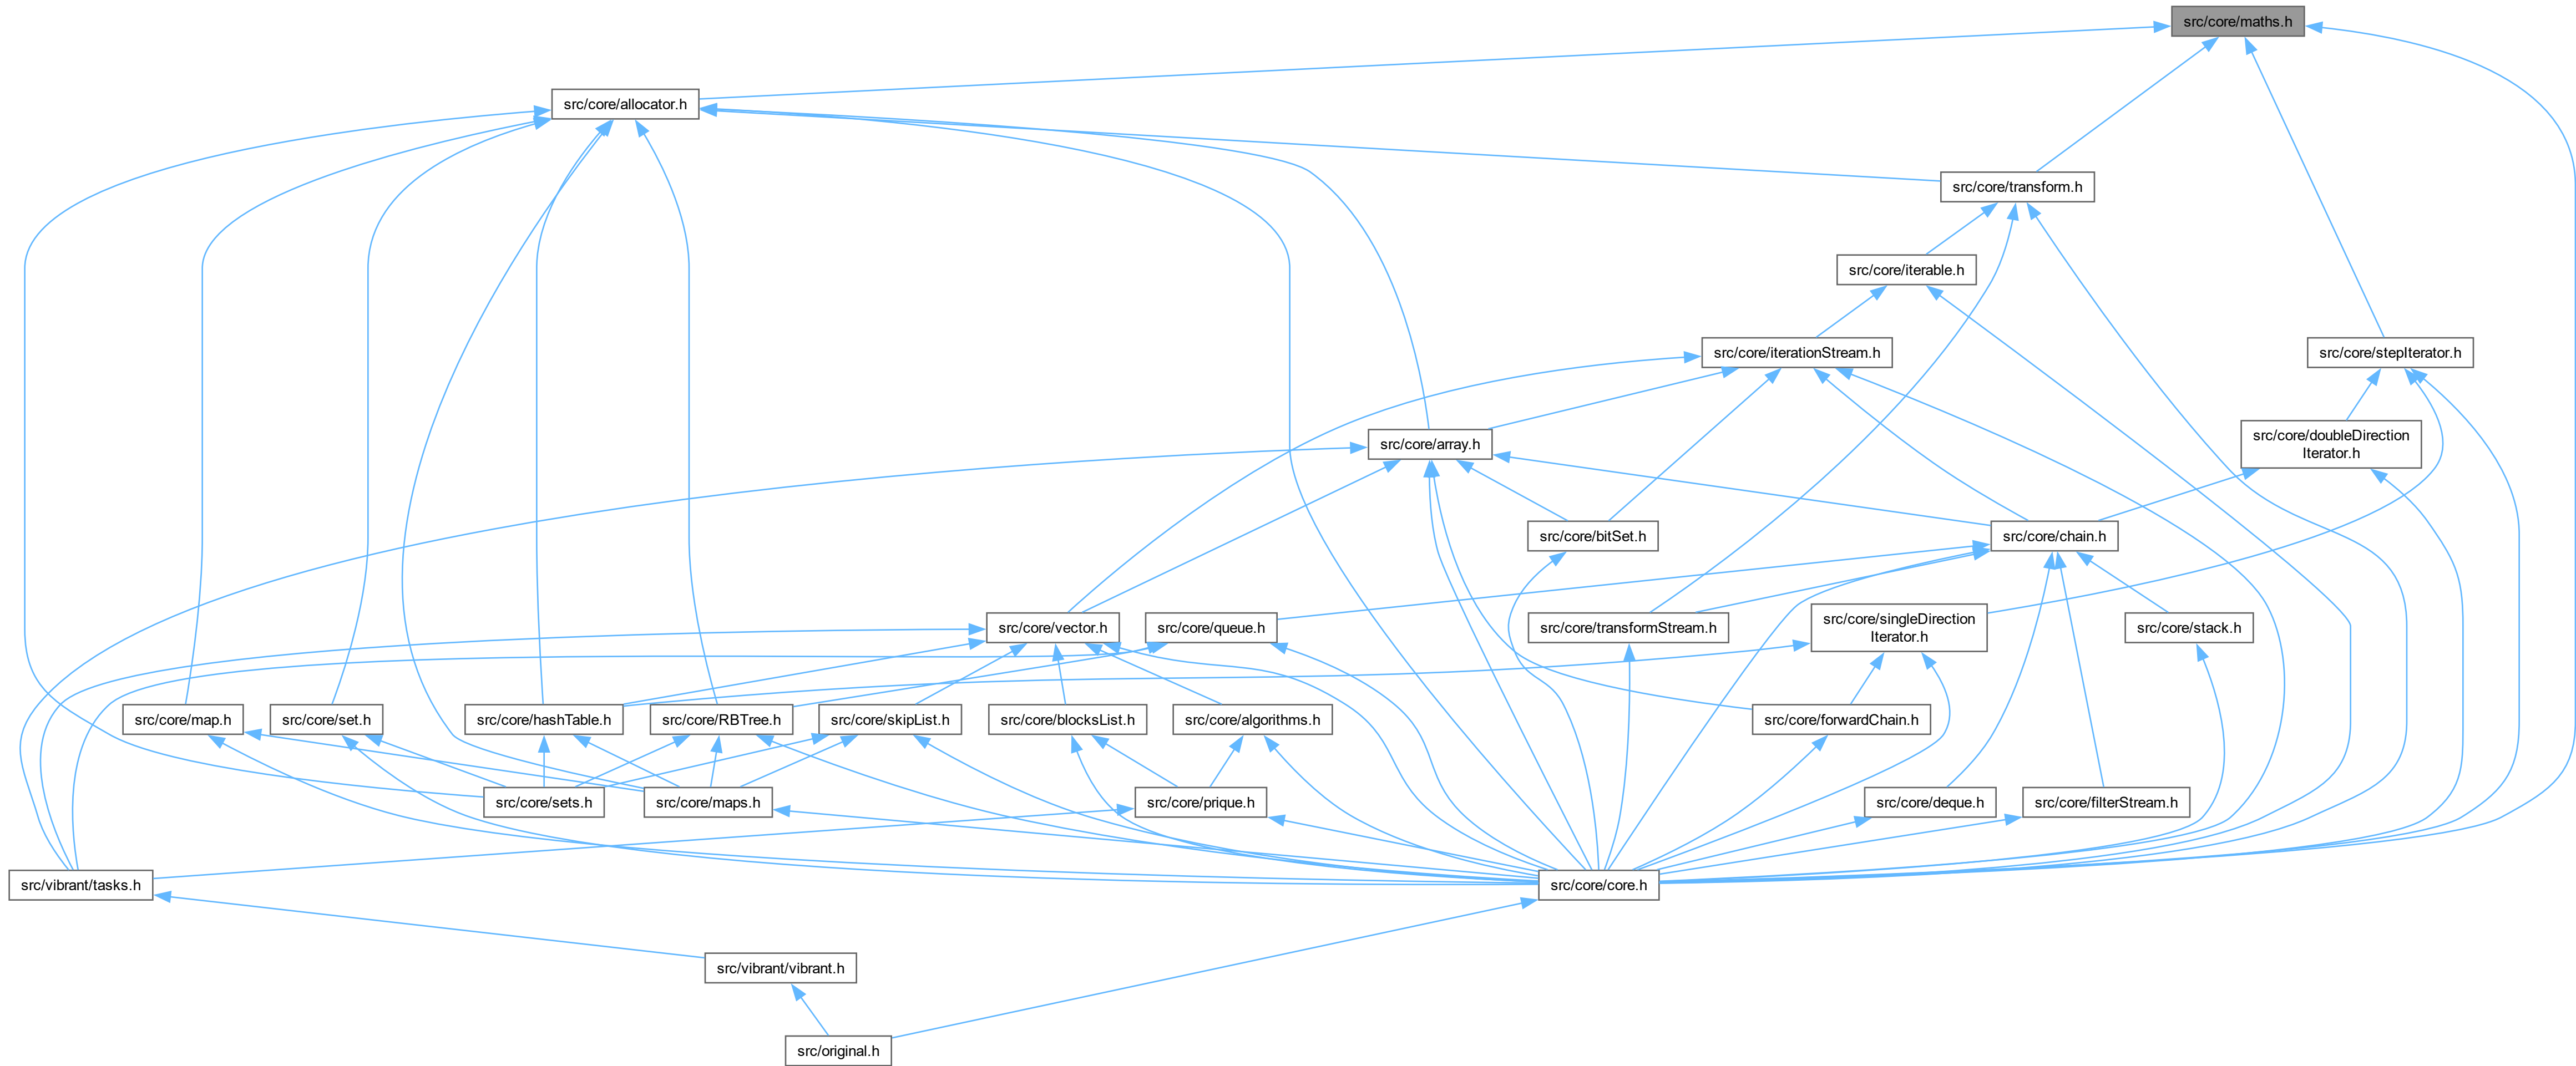 src/core/maths.h
src/core/allocator.h
src/core/transform.h
src/core/iterable.h
src/core/iterationStream.h
src/core/stepIterator.h
src/core/array.h
src/core/doubleDirection
Iterator.h
src/core/bitSet.h
src/core/chain.h
src/core/vector.h
src/core/queue.h
src/core/transformStream.h
src/core/singleDirection
Iterator.h
src/core/stack.h
src/core/map.h
src/core/set.h
src/core/hashTable.h
src/core/RBTree.h
src/core/skipList.h
src/core/blocksList.h
src/core/algorithms.h
src/core/forwardChain.h
src/core/sets.h
src/core/maps.h
src/core/prique.h
src/core/deque.h
src/core/filterStream.h
src/vibrant/tasks.h
src/core/core.h
src/vibrant/vibrant.h
src/original.h